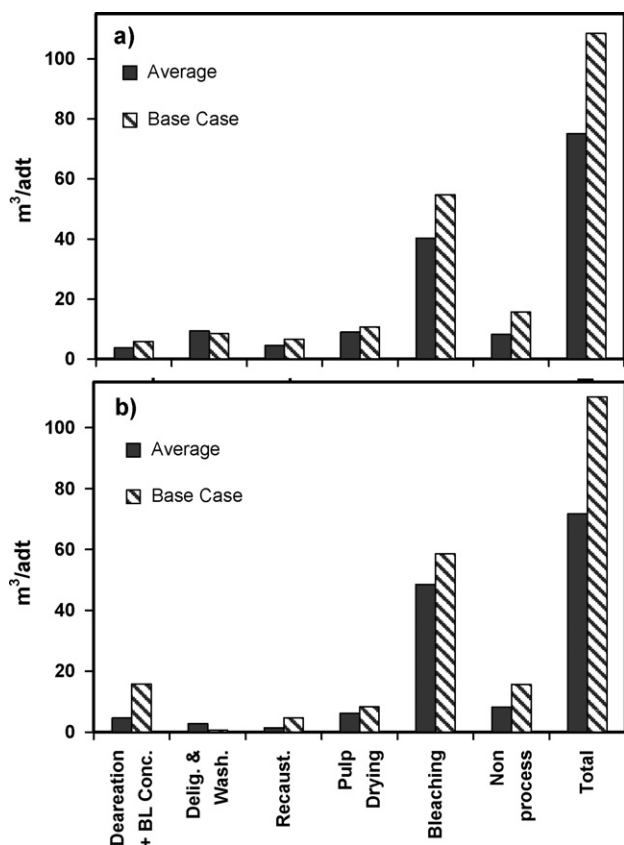 a)
Average
Base Case
100
80
60
40
20
0
m³/adt
b)
Average
Base Case
100
80
60
40
20
0
m³/adt
Deareation
+ BL Conc.
Delig. &
Wash.
Recaust.
Pulp
Drying
Bleaching
Non
process
Total